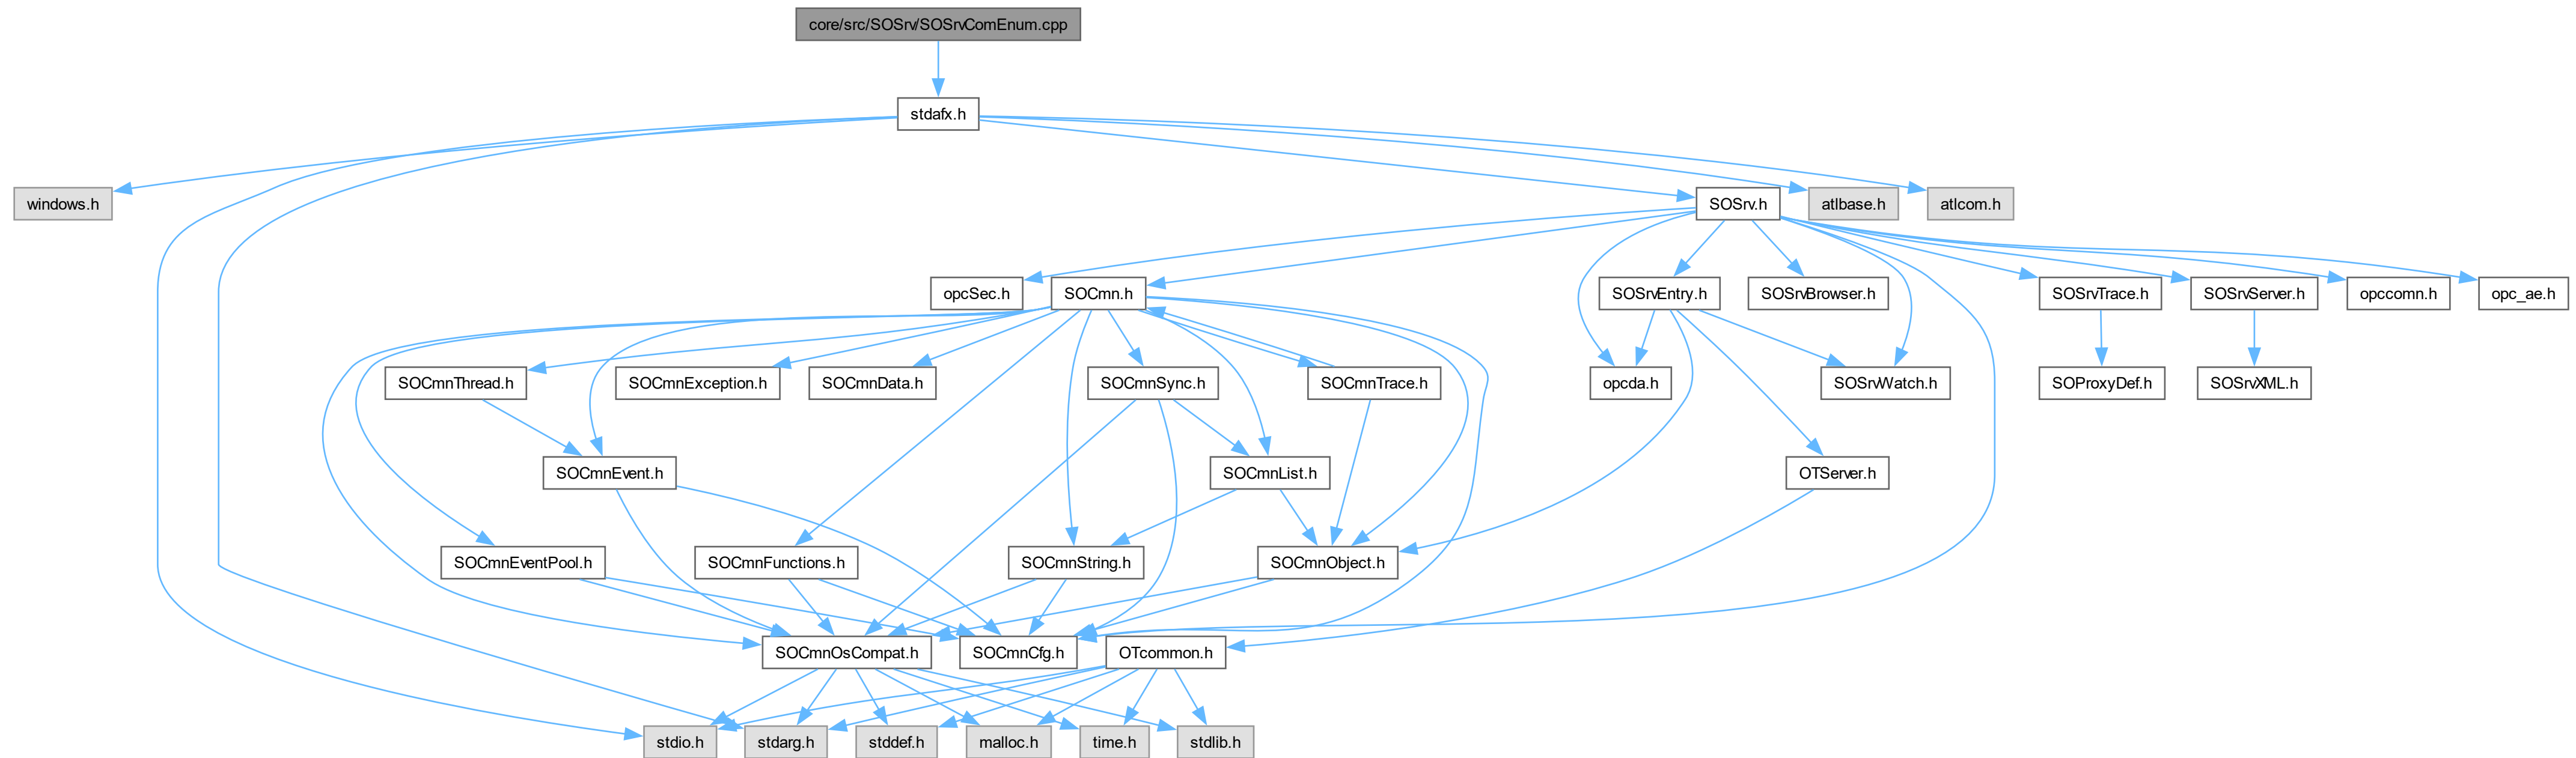 core/src/SOSrv/SOSrvComEnum.cpp
stdafx.h
windows.h
SOSrv.h
atlbase.h
atlcom.h
opcSec.h
SOCmn.h
SOSrvEntry.h
SOSrvBrowser.h
SOSrvTrace.h
SOSrvServer.h
opccomn.h
opc_ae.h
SOCmnThread.h
SOCmnException.h
SOCmnData.h
SOCmnSync.h
SOCmnTrace.h
opcda.h
SOSrvWatch.h
SOProxyDef.h
SOSrvXML.h
SOCmnEvent.h
SOCmnList.h
OTServer.h
SOCmnEventPool.h
SOCmnFunctions.h
SOCmnString.h
SOCmnObject.h
SOCmnOsCompat.h
SOCmnCfg.h
OTcommon.h
stdio.h
stdarg.h
stddef.h
malloc.h
time.h
stdlib.h